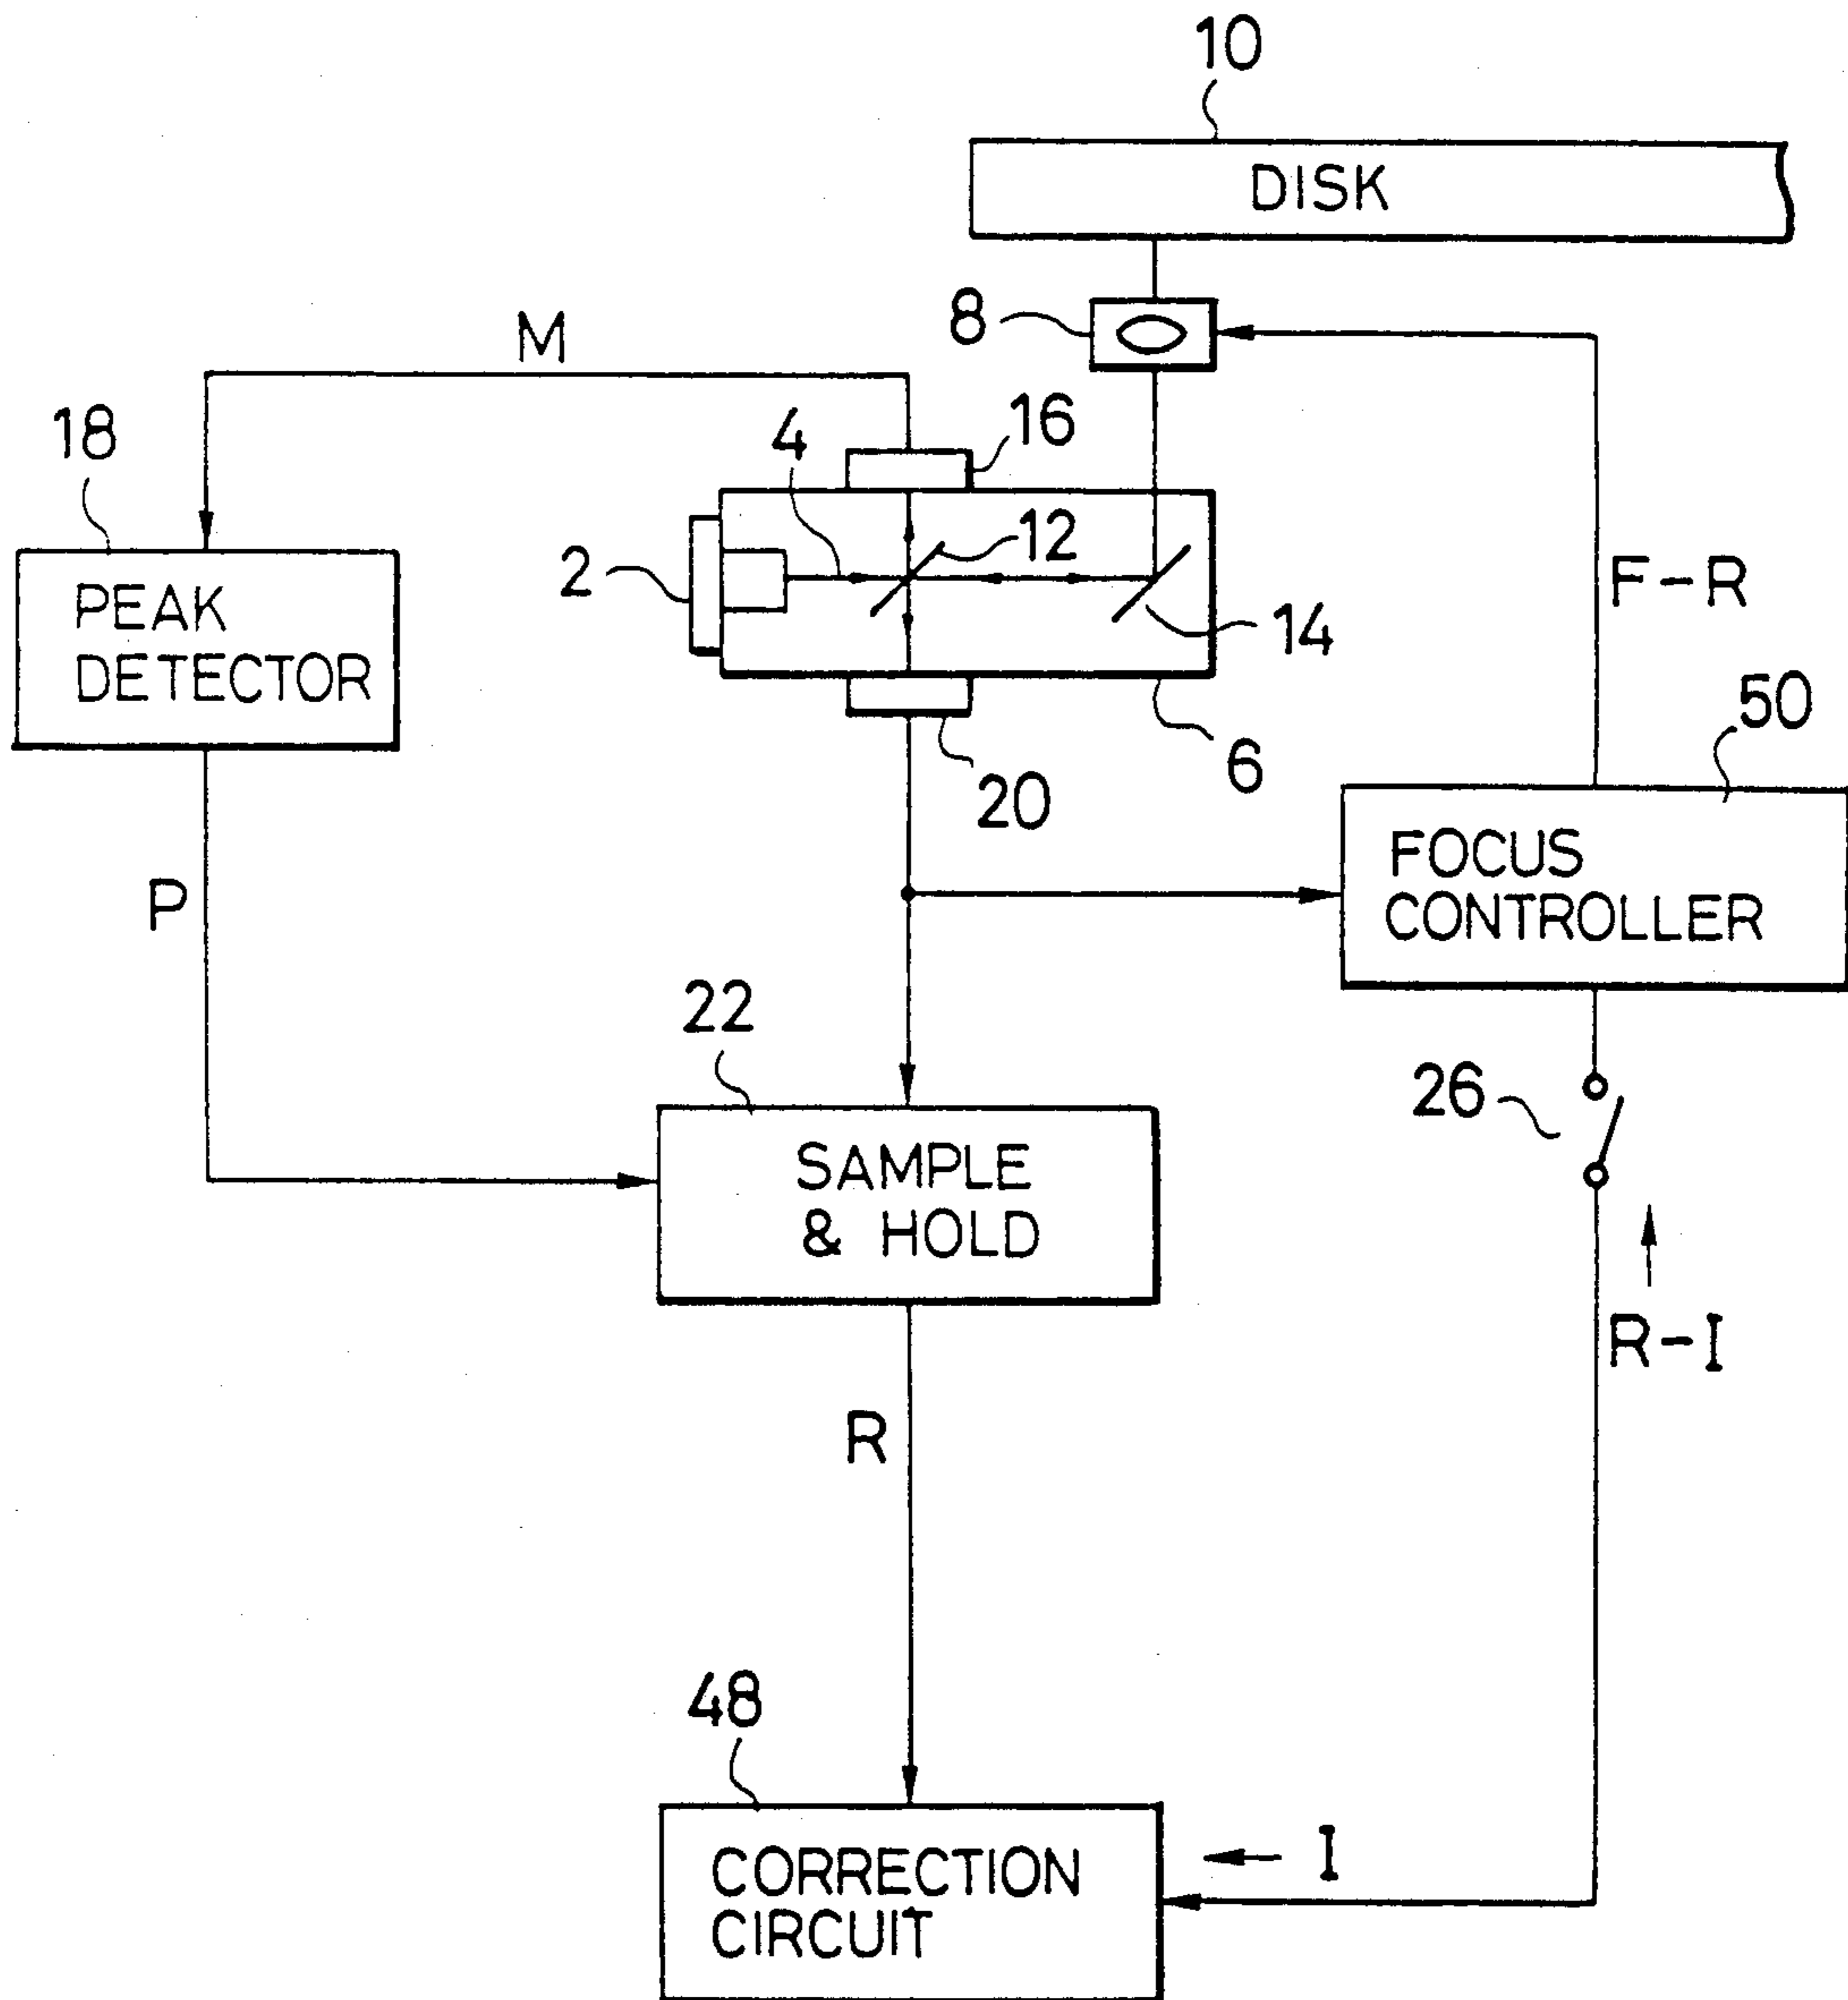 10
DISK
8
M
16
4
18
12
2
PEAK
DETECTOR
14
F-R
6
50
20
FOCUS
CONTROLLER
P
22
26
SAMPLE
& HOLD
R-I
R
48
I
CORRECTION
CIRCUIT